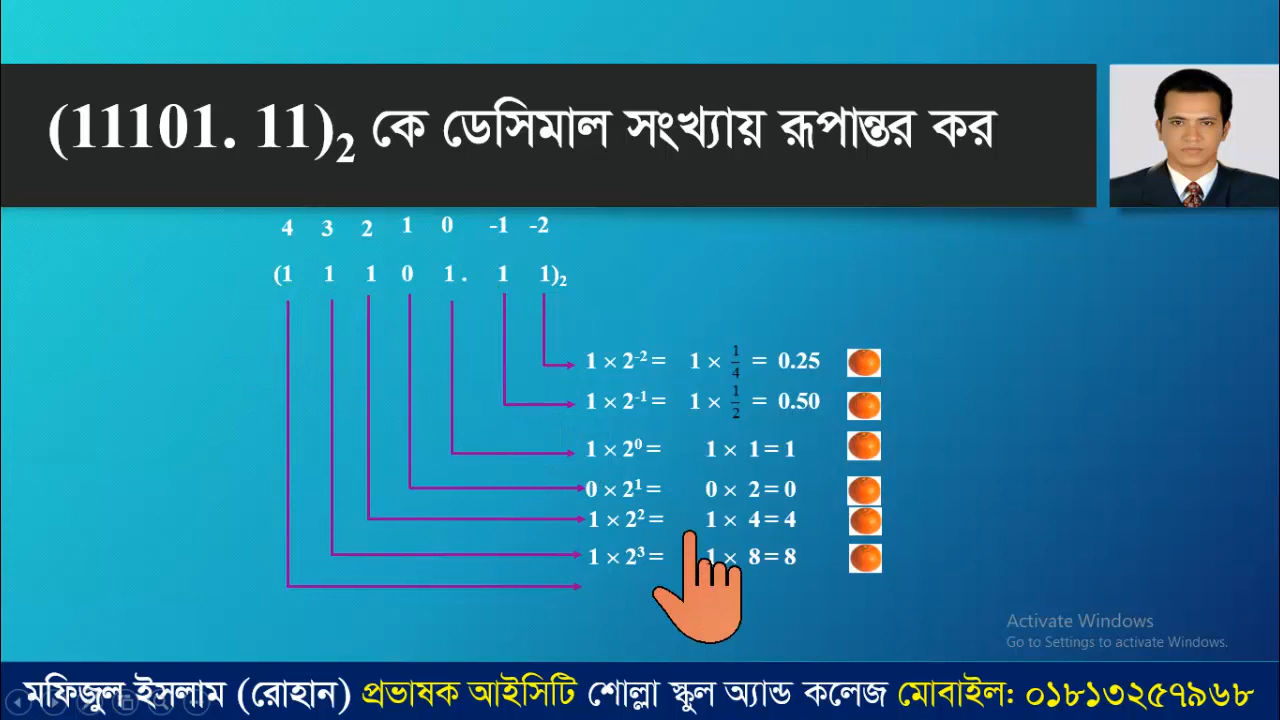 (11101. 11)₂ কে ডেসিমাল সংখ্যায় রূপান্তর কর
4 3 2 1 0 -1 -2
(1 1 1 0 1 . 1 1)₂
1 × 2⁻² = 1 × 1/4 = 0.25
1 × 2⁻¹ = 1 × 1/2 = 0.50
1 × 2⁰ = 1 × 1 = 1
0 × 2¹ = 0 × 2 = 0
1 × 2² = 1 × 4 = 4
1 × 2³ = 1 × 8 = 8
Activate Windows
Go to Settings to activate Windows.
মফিজুল ইসলাম (রোহান) প্রভাষক আইসিটি শোল্লা স্কুল অ্যান্ড কলেজ মোবাইল: ০১৮১৩২৫৭৯৬৮